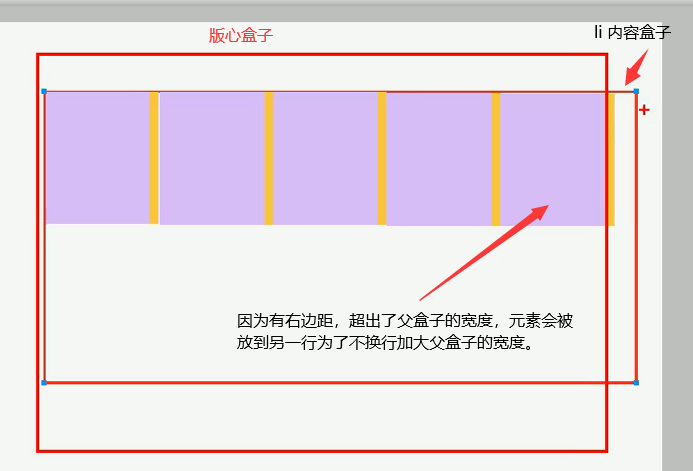 li 内容盒子
版心盒子
因为有右边距，超出了父盒子的宽度，元素会被
放到另一行为了不换行加大父盒子的宽度。